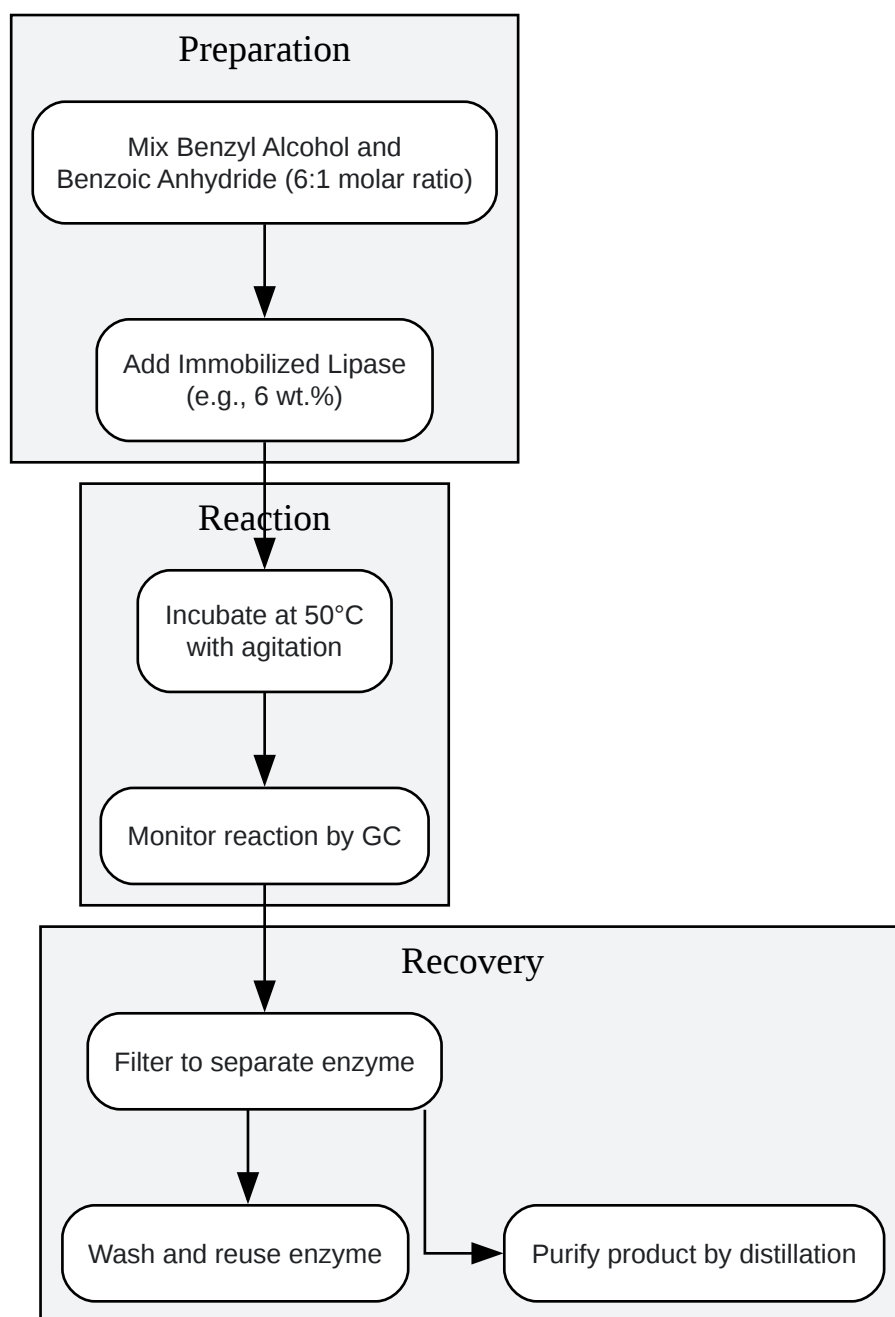 Preparation
Mix Benzyl Alcohol and
Benzoic Anhydride (6:1 molar ratio)
Add Immobilized Lipase
(e.g., 6 wt.%)
Reaction
Incubate at 50°C
with agitation
Monitor reaction by GC
Recovery
Filter to separate enzyme
Wash and reuse enzyme
Purify product by distillation